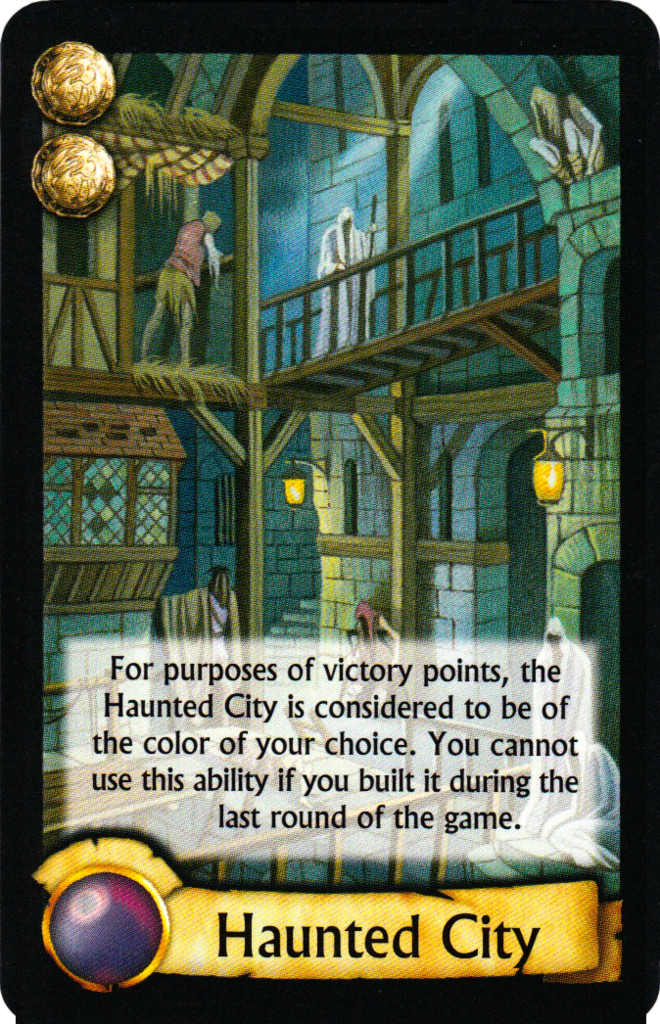 For purposes of victory points, the
Haunted City is considered to be of
the color of your choice. You cannot
use this ability if you built it during the
last round of the game.
Haunted City